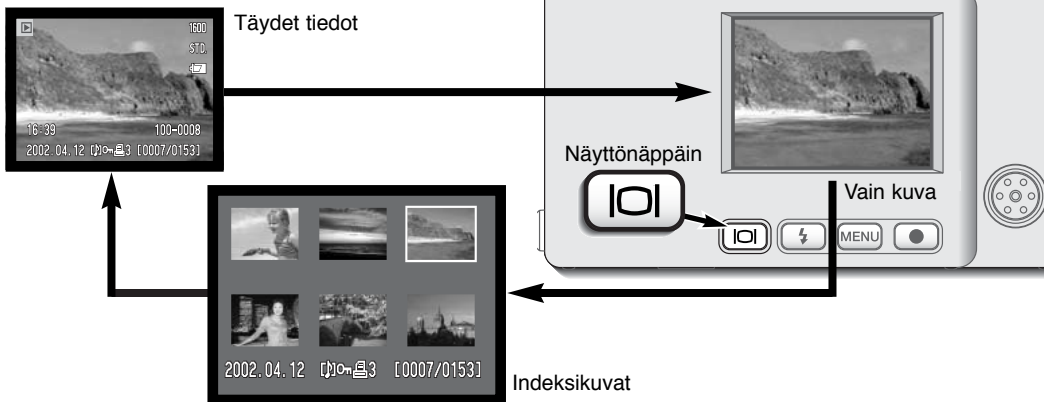 Täydet tiedot
1600
STD.
16:39
100-0008
2002.04.12 3 [0007/0153]
Näyttönäppäin
Vain kuva
MENU
2002.04.12 3 [0007/0153]
Indeksikuvat